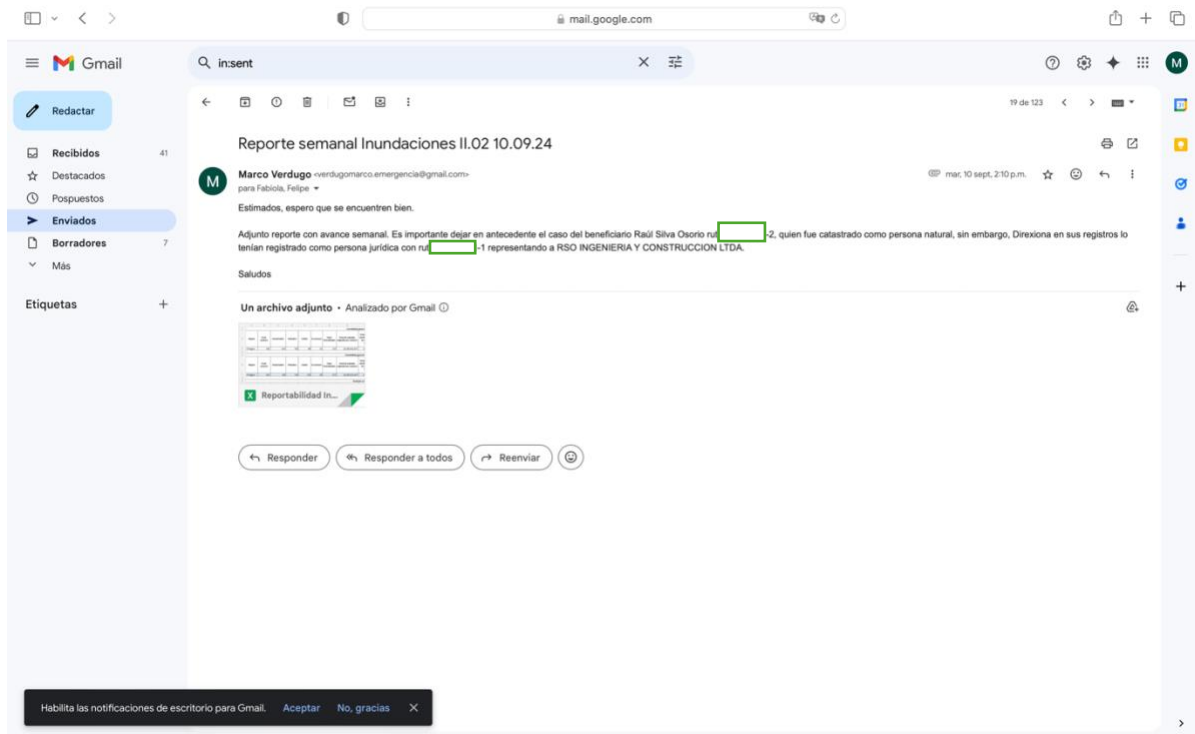 mail.google.com
Gmail
in:sent
M
Redactar
19 de 123
Recibidos 41
Destacados
Pospuestos
Enviados
Borradores 7
Más
Etiquetas
Reporte semanal Inundaciones II.02 10.09.24
M
Marco Verdugo <verdugomarco.emergencia@gmail.com>
mar, 10 sept, 2:10 p.m.
para Fabiola, Felipe
Estimados, espero que se encuentren bien.
Adjunto reporte con avance semanal. Es importante dejar en antecedente el caso del beneficiario Raúl Silva Osorio rut -2, quien fue catastrado como persona natural, sin embargo, Direxiona en sus registros lo
tenían registrado como persona jurídica con rut -1 representando a RSO INGENIERIA Y CONSTRUCCION LTDA.
Saludos
Un archivo adjunto • Analizado por Gmail
Reportabilidad In...
Responder
Responder a todos
Reenviar
Habilita las notificaciones de escritorio para Gmail. Aceptar No, gracias